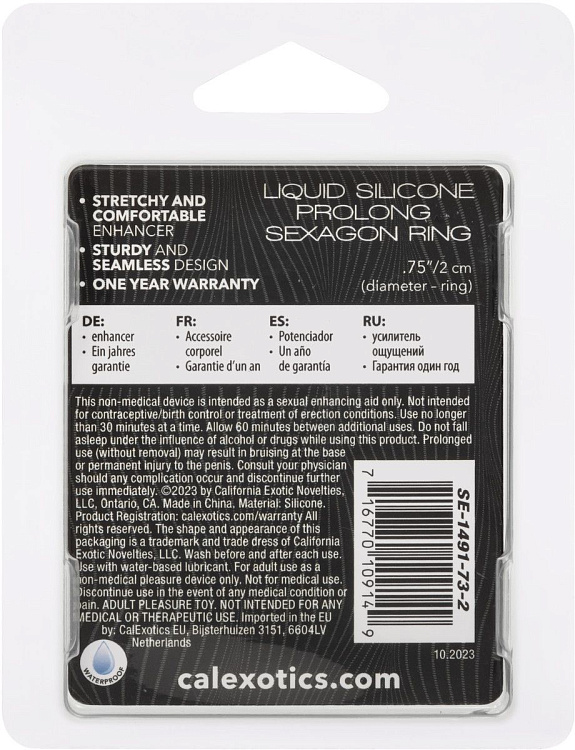 LIQUID SILICONE
PROLONG
SEXAGON RING
.75"/2 cm
(diameter - ring)
• STRETCHY AND
COMFORTABLE
ENHANCER
• STURDY AND
SEAMLESS DESIGN
• ONE YEAR WARRANTY
DE:
• enhancer
• Ein jahres
garantie
FR:
• Accessoire
corporel
• Garantie d'un an
ES:
• Potenciador
• Un año
de garantía
RU:
• усилитель
ощущений
• Гарантия один год
This non-medical device is intended as a sexual enhancing aid only. Not intended
for contraceptive/birth control or treatment of erection conditions. Use no longer
than 30 minutes at a time. Allow 60 minutes between additional uses. Do not fall
asleep under the influence of alcohol or drugs while using this product. Prolonged
use (without removal) may result in bruising at the base
or permanent injury to the penis. Consult your physician
should any complication occur and discontinue further
use immediately. ©2023 by California Exotic Novelties,
LLC, Ontario, CA. Made in China. Material: Silicone.
Product Registration: calexotics.com/warranty All
rights reserved. The shape and appearance of this
packaging is a trademark and trade dress of California
Exotic Novelties, LLC. Wash before and after each use.
Use with water-based lubricant. For adult use as a
non-medical pleasure device only. Not for medical use.
Discontinue use in the event of any medical condition or
pain. ADULT PLEASURE TOY. NOT INTENDED FOR ANY
MEDICAL OR THERAPEUTIC USE. Imported in the EU
by: CalExotics EU, Bijsterhuizen 3151, 6604LV
Netherlands
7 16770 10914 9
SE-1491-73-2
10.2023
WATERPROOF
calexotics.com